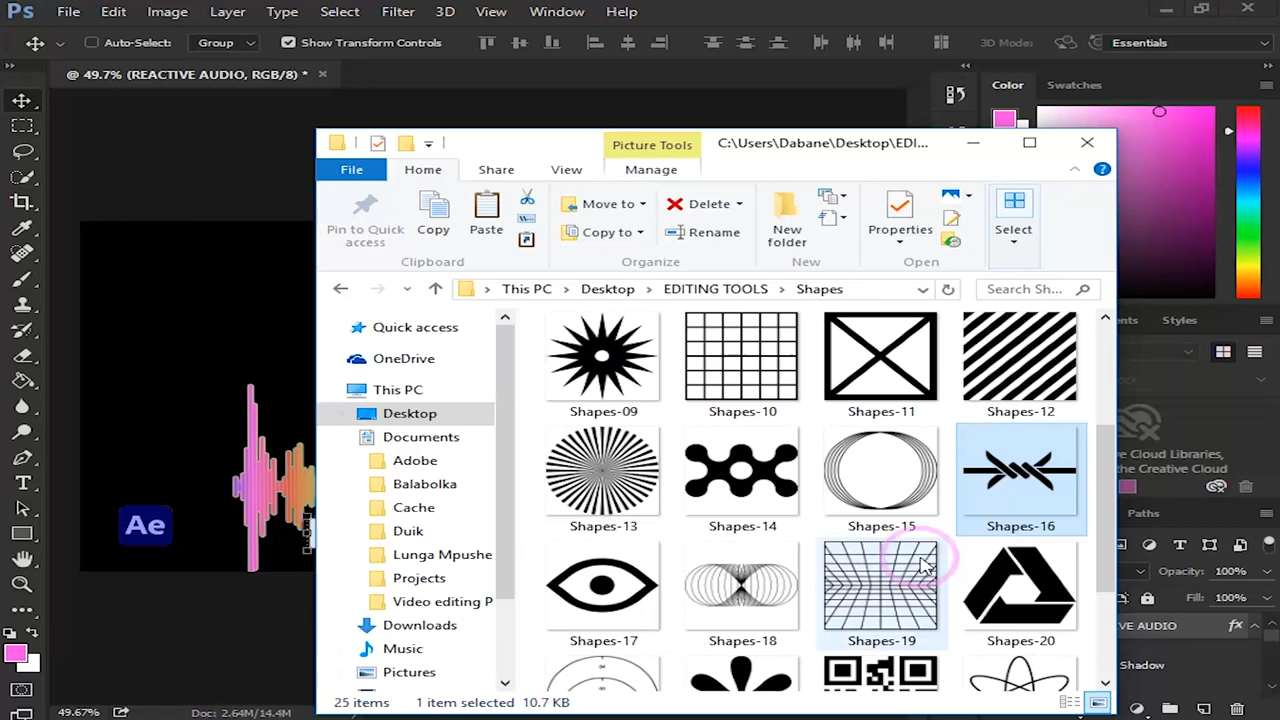 Ps File Edit Image Layer Type Select Filter 3D View Window Help
Auto-Select: Group Show Transform Controls 3D Mode: Essentials
@ 49.7% (REACTIVE AUDIO, RGB/8) *
Color Swatches
Picture Tools C:\Users\Dabane\Desktop\EDI...
File Home Share View Manage
Pin to Quick access
Copy
Paste
Move to
Copy to
Delete
Rename
New folder
Properties
Select
Clipboard Organize New Open
This PC > Desktop > EDITING TOOLS > Shapes
Search Sh...
Quick access
OneDrive
This PC
Desktop
Documents
Adobe
Balabolka
Cache
Duik
Lunga Mpushe
Projects
Video editing P
Downloads
Music
Pictures
Shapes-09 Shapes-10 Shapes-11 Shapes-12
Shapes-13 Shapes-14 Shapes-15 Shapes-16
Shapes-17 Shapes-18 Shapes-19 Shapes-20
25 items 1 item selected 10.7 KB
Ae
ents Styles
e Cloud Libraries,
the Creative Cloud
Paths
Opacity: 100%
Fill: 100%
VE AUDIO fx
Shadow
49.67% Doc: 2.64M/14.4M